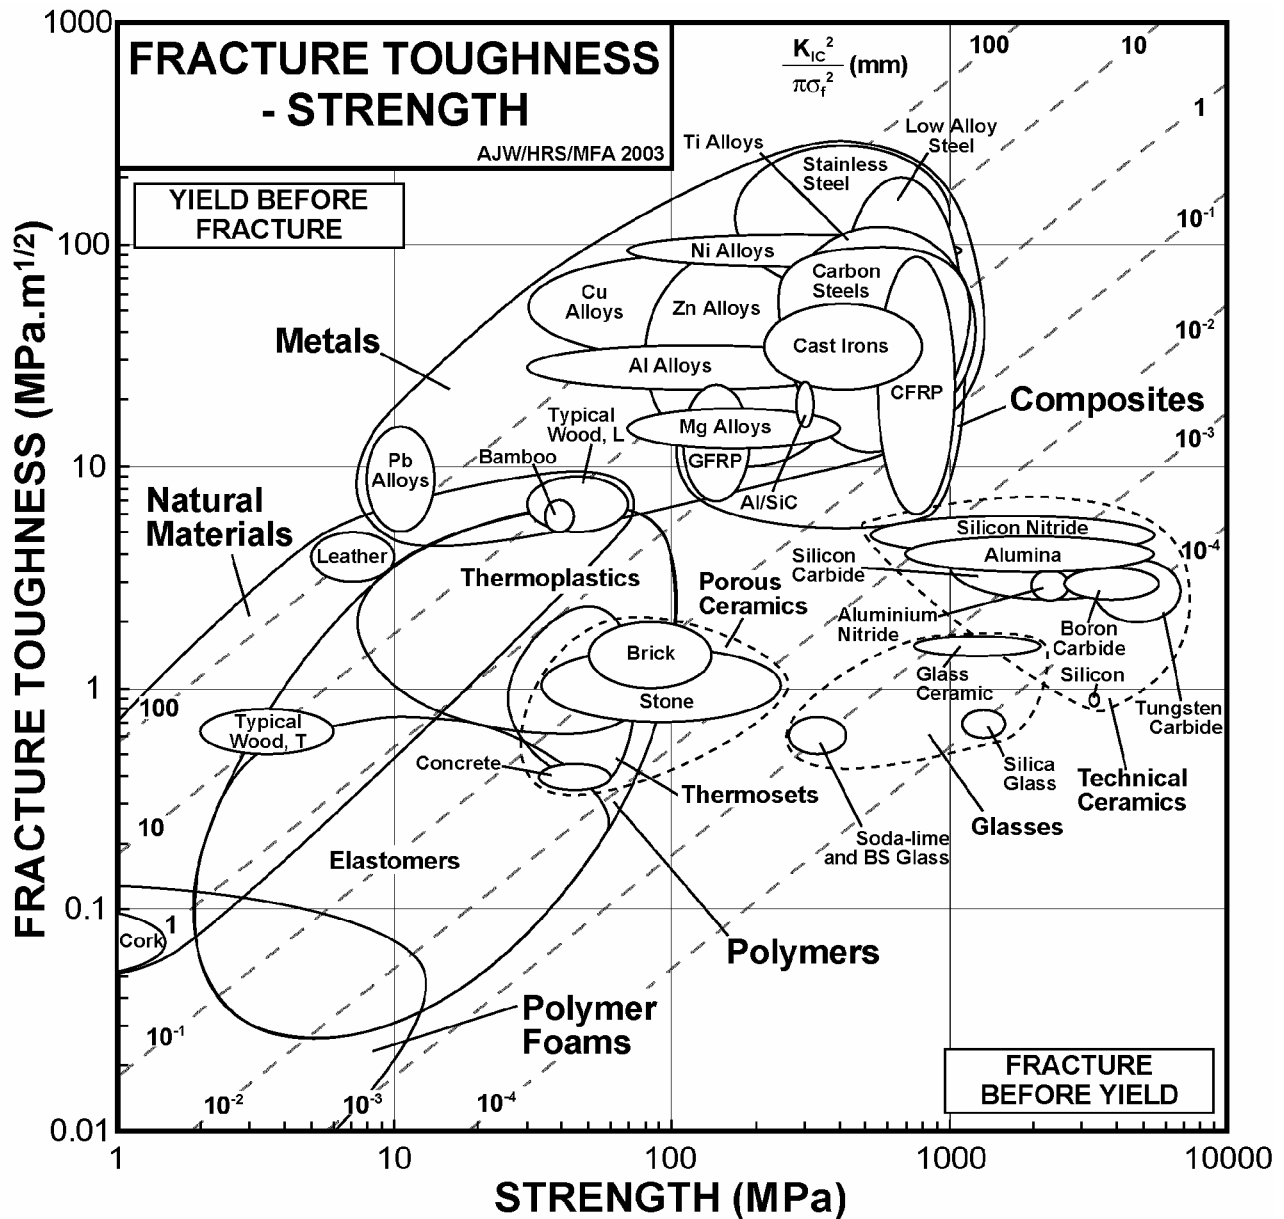 FRACTURE TOUGHNESS
- STRENGTH
AJW/HRS/MFA 2003
K_IC²
πσ_f²
(mm)
YIELD BEFORE
FRACTURE
FRACTURE
BEFORE YIELD
FRACTURE TOUGHNESS (MPa.m^1/2)
1000
100
10
1
0.1
0.01
STRENGTH (MPa)
1
10
100
1000
10000
100
10
1
10⁻¹
10⁻²
10⁻³
10⁻⁴
100
10
1
10⁻¹
10⁻²
10⁻³
10⁻⁴
Ti Alloys
Low Alloy
Steel
Stainless
Steel
Ni Alloys
Carbon
Steels
Cu
Alloys
Zn Alloys
Cast Irons
Metals
Al Alloys
CFRP
Composites
Typical
Wood, L
Mg Alloys
Bamboo
GFRP
Pb
Alloys
Al/SiC
Natural
Materials
Leather
Silicon Nitride
Alumina
Silicon
Carbide
Thermoplastics
Porous
Ceramics
Aluminium
Nitride
Boron
Carbide
Brick
Stone
Glass
Ceramic
Silicon
Tungsten
Carbide
Typical
Wood, T
Concrete
Thermosets
Silica
Glass
Technical
Ceramics
Glasses
Soda-lime
and BS Glass
Elastomers
Cork
Polymers
Polymer
Foams